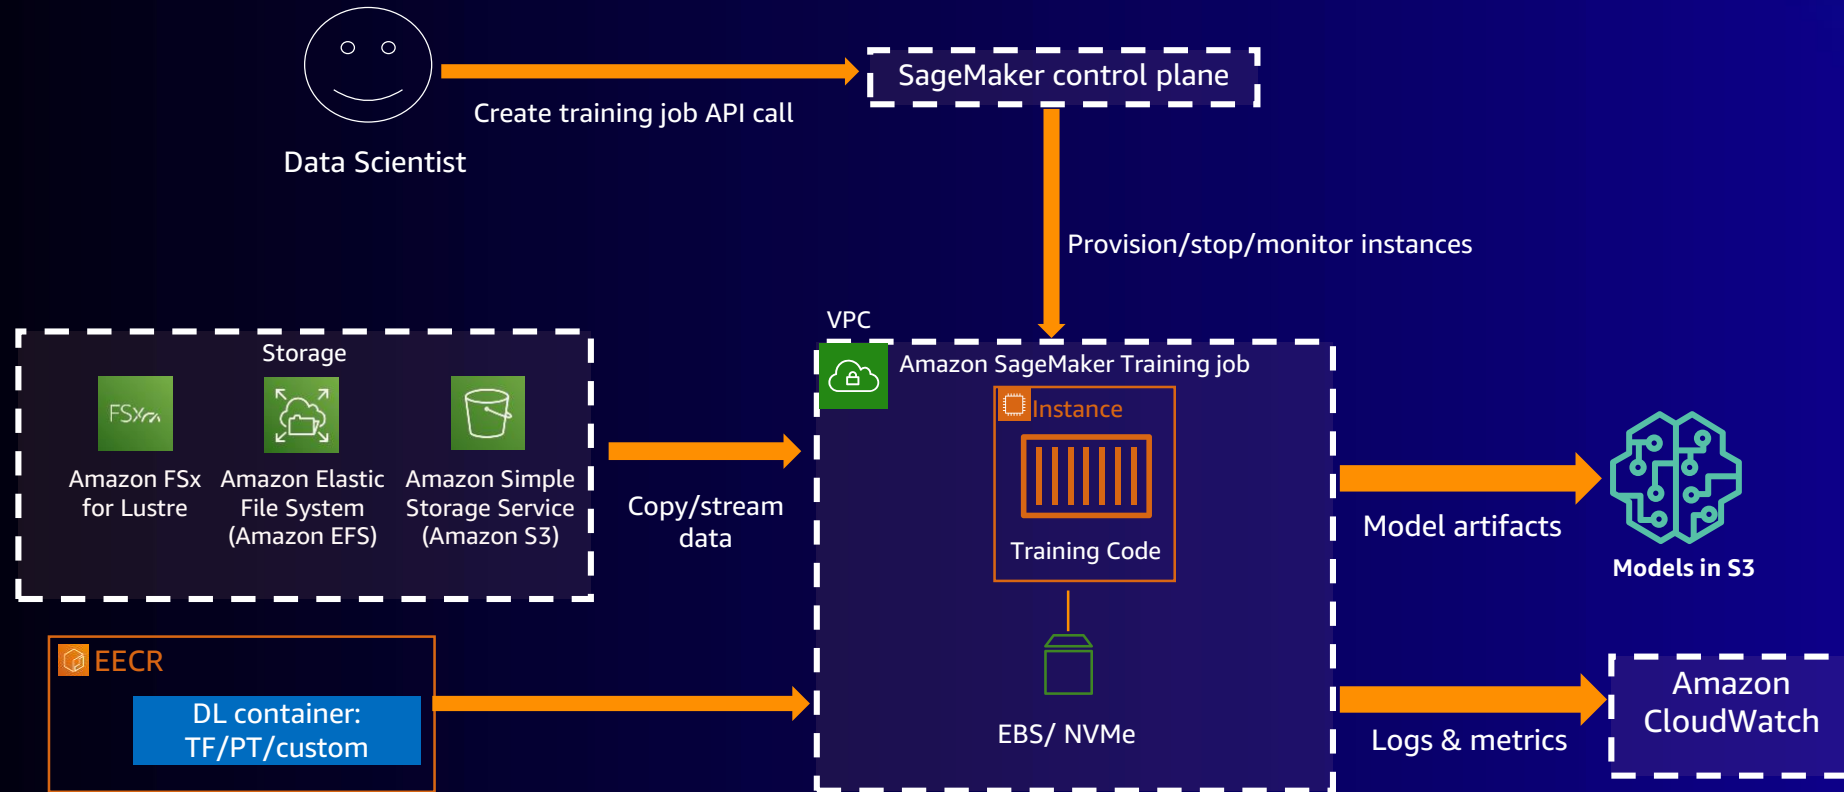 Data Scientist
Create training job API call
SageMaker control plane
Provision/stop/monitor instances
Storage
FSx
Amazon FSx
for Lustre
Amazon Elastic
File System
(Amazon EFS)
Amazon Simple
Storage Service
(Amazon S3)
Copy/stream
data
EECR
DL container:
TF/PT/custom
VPC
Amazon SageMaker Training job
Instance
Training Code
EBS/ NVMe
Model artifacts
Models in S3
Logs & metrics
Amazon
CloudWatch